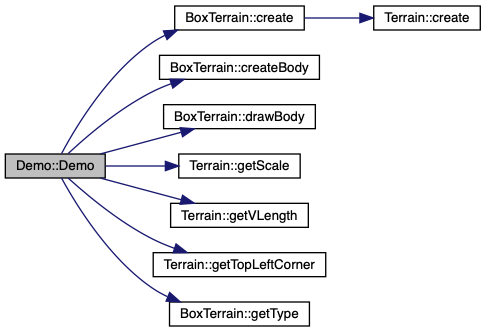 BoxTerrain::create
Terrain::create
BoxTerrain::createBody
BoxTerrain::drawBody
Demo::Demo
Terrain::getScale
Terrain::getVLength
Terrain::getTopLeftCorner
BoxTerrain::getType